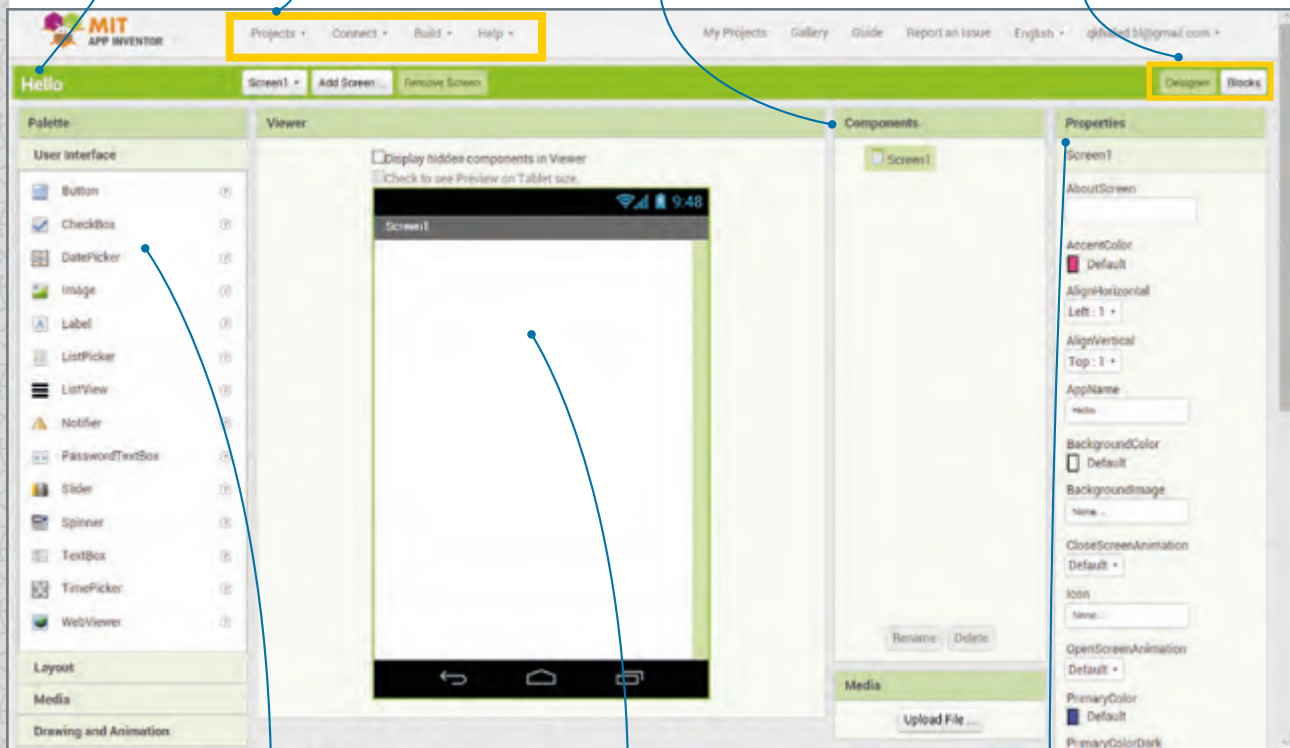 MIT
APP INVENTOR
Projects Connect Build Help
My Projects Gallery Guide Report an Issue English
Hello
Screen1 Add Screen ... Remove Screen
Designer Blocks
Palette
User Interface
Button
CheckBox
DatePicker
Image
Label
ListPicker
ListView
Notifier
PasswordTextBox
Slider
Spinner
TextBox
TimePicker
WebViewer
Layout
Media
Drawing and Animation
Viewer
Display hidden components in Viewer
Check to see Preview on Tablet size.
9:48
Screen1
Components
Screen1
Rename Delete
Media
Upload File ...
Properties
Screen1
AboutScreen
AccentColor
Default
AlignHorizontal
Left : 1
AlignVertical
Top : 1
AppName
Hello
BackgroundColor
Default
BackgroundImage
None...
CloseScreenAnimation
Default
Icon
None...
OpenScreenAnimation
Default
PrimaryColor
Default
PrimaryColorDark